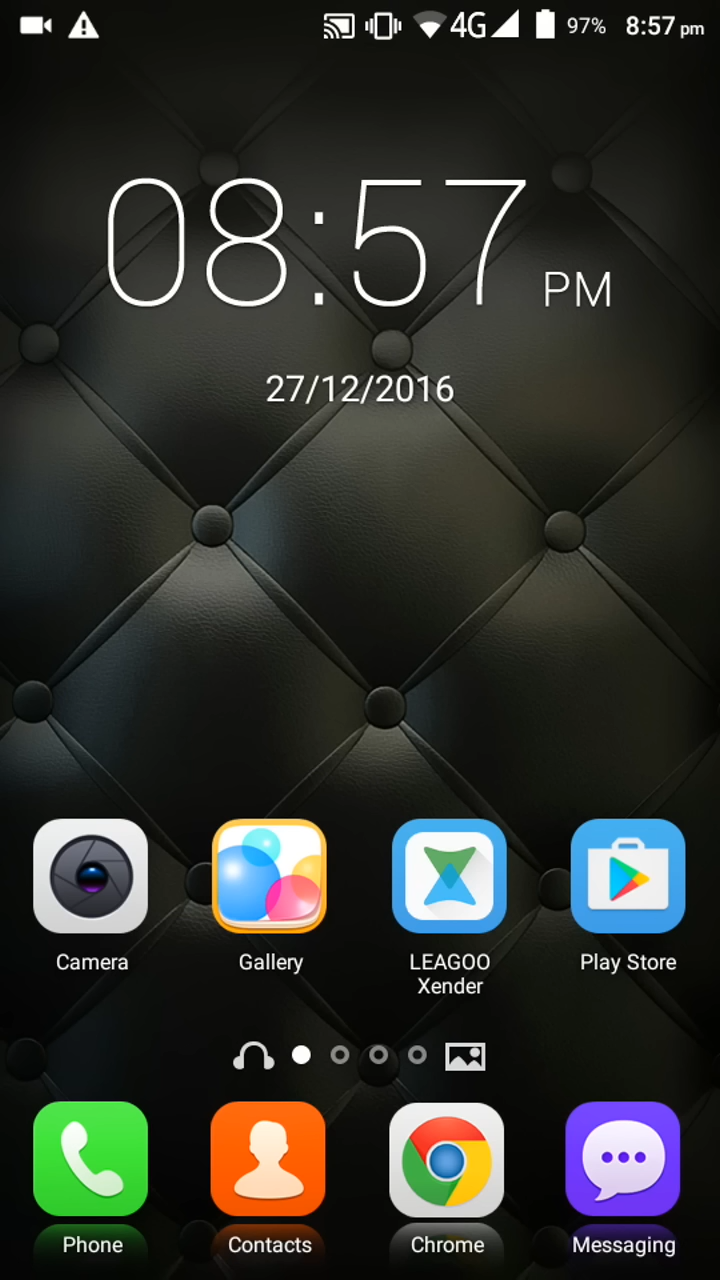 4G 97% 8:57 pm
08:57 PM
27/12/2016
Camera Gallery LEAGOO Play Store
Xender
Phone Contacts Chrome Messaging